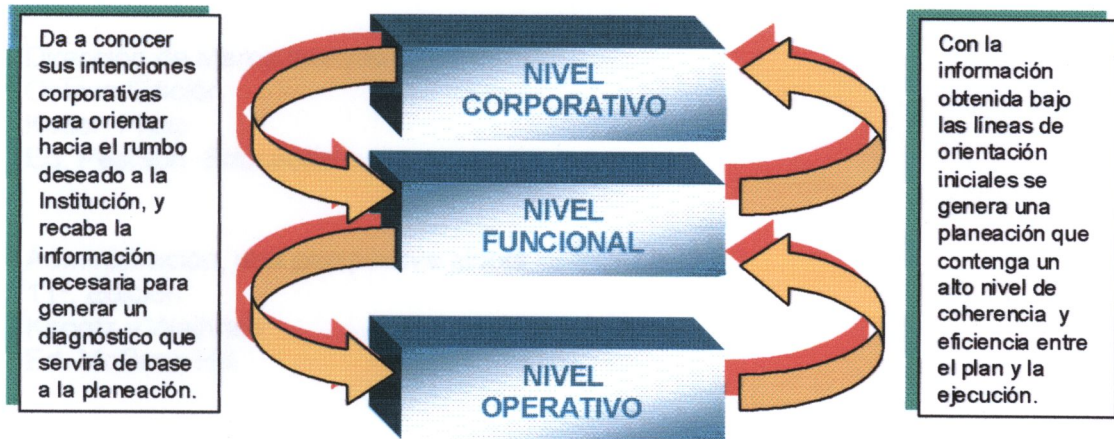 Da a conocer
sus intenciones
corporativas
para orientar
hacia el rumbo
deseado a la
Institución, y
recaba la
información
necesaria para
generar un
diagnóstico que
servirá de base
a la planeación.
NIVEL
CORPORATIVO
NIVEL
FUNCIONAL
NIVEL
OPERATIVO
Con la
información
obtenida bajo
las líneas de
orientación
iniciales se
genera una
planeación que
contenga un
alto nivel de
coherencia y
eficiencia entre
el plan y la
ejecución.